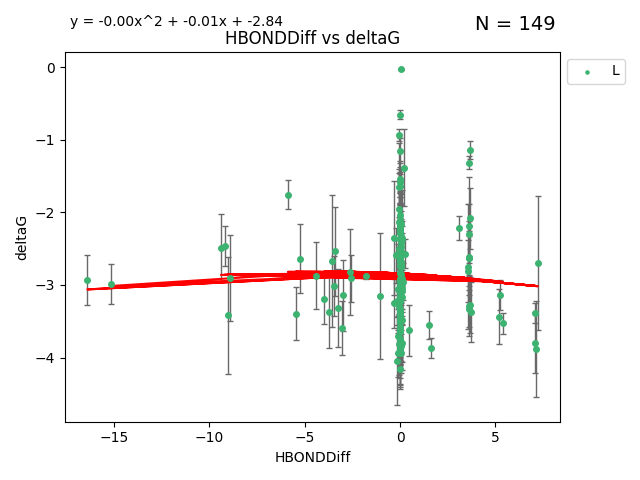 y = -0.00x^2 + -0.01x + -2.84
N = 149
HBONDDiff vs deltaG
L
deltaG
0
−1
−2
−3
−4
−15
−10
−5
0
5
HBONDDiff